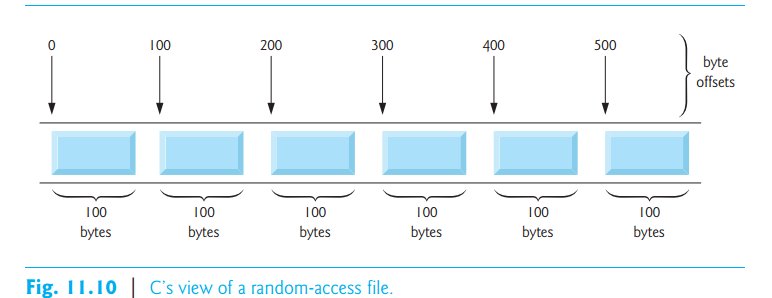 0 100 200 300 400 500
byte
offsets
100 100 100 100 100 100
bytes bytes bytes bytes bytes bytes
Fig. 11.10 | C's view of a random-access file.